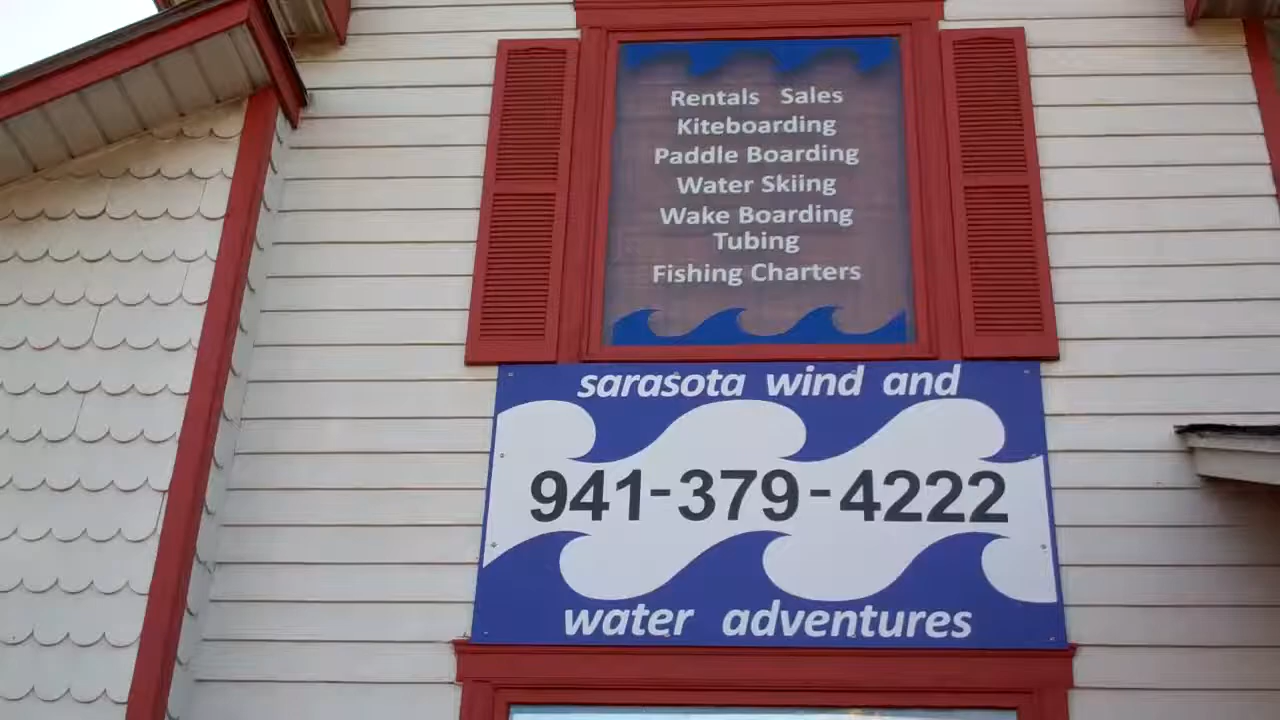 Rentals Sales
Kiteboarding
Paddle Boarding
Water Skiing
Wake Boarding
Tubing
Fishing Charters
sarasota wind and
941-379-4222
water adventures